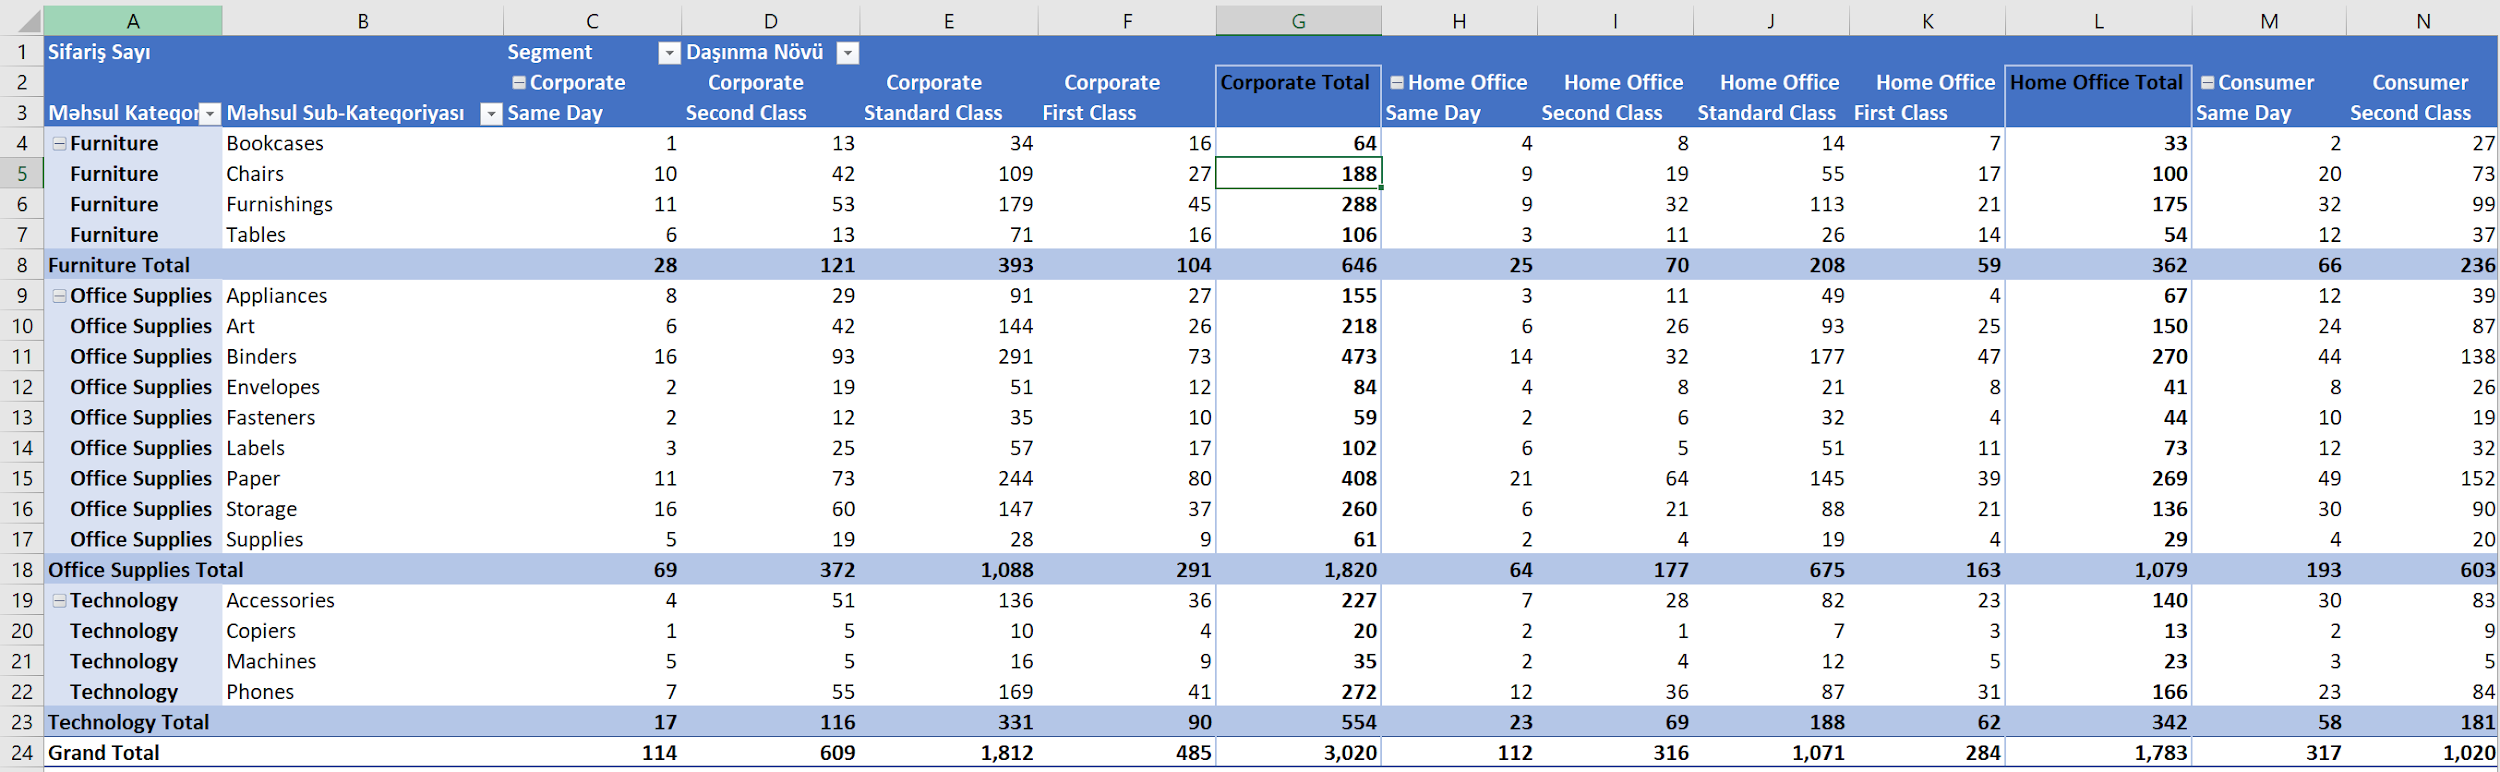 A B C D E F G H I J K L M N
1 Sifariş Sayı Segment Daşınma Növü
2 Corporate Corporate Corporate Corporate Corporate Total Home Office Home Office Home Office Home Office Home Office Total Consumer Consumer
3 Məhsul Kateqor Məhsul Sub-Kateqoriyası Same Day Second Class Standard Class First Class Same Day Second Class Standard Class First Class Same Day Second Class
4 Furniture Bookcases 1 13 34 16 64 4 8 14 7 33 2 27
5 Furniture Chairs 10 42 109 27 188 9 19 55 17 100 20 73
6 Furniture Furnishings 11 53 179 45 288 9 32 113 21 175 32 99
7 Furniture Tables 6 13 71 16 106 3 11 26 14 54 12 37
8 Furniture Total 28 121 393 104 646 25 70 208 59 362 66 236
9 Office Supplies Appliances 8 29 91 27 155 3 11 49 4 67 12 39
10 Office Supplies Art 6 42 144 26 218 6 26 93 25 150 24 87
11 Office Supplies Binders 16 93 291 73 473 14 32 177 47 270 44 138
12 Office Supplies Envelopes 2 19 51 12 84 4 8 21 8 41 8 26
13 Office Supplies Fasteners 2 12 35 10 59 2 6 32 4 44 10 19
14 Office Supplies Labels 3 25 57 17 102 6 5 51 11 73 12 32
15 Office Supplies Paper 11 73 244 80 408 21 64 145 39 269 49 152
16 Office Supplies Storage 16 60 147 37 260 6 21 88 21 136 30 90
17 Office Supplies Supplies 5 19 28 9 61 2 4 19 4 29 4 20
18 Office Supplies Total 69 372 1,088 291 1,820 64 177 675 163 1,079 193 603
19 Technology Accessories 4 51 136 36 227 7 28 82 23 140 30 83
20 Technology Copiers 1 5 10 4 20 2 1 7 3 13 2 9
21 Technology Machines 5 5 16 9 35 2 4 12 5 23 3 5
22 Technology Phones 7 55 169 41 272 12 36 87 31 166 23 84
23 Technology Total 17 116 331 90 554 23 69 188 62 342 58 181
24 Grand Total 114 609 1,812 485 3,020 112 316 1,071 284 1,783 317 1,020